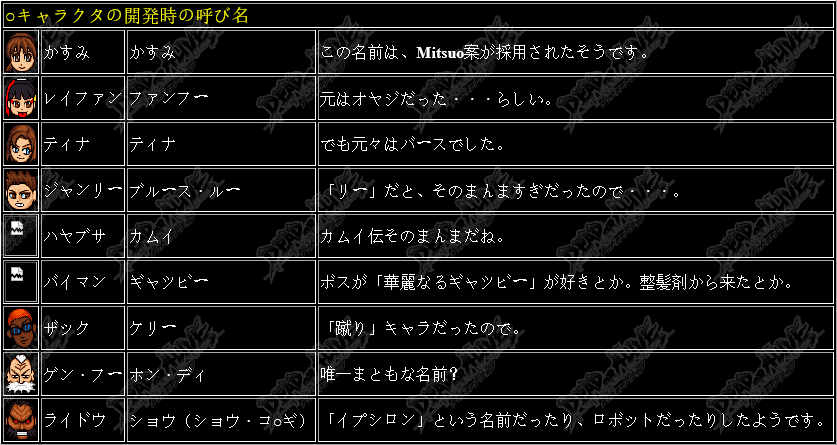 ○キャラクタの開発時の呼び名
かすみ かすみ この名前は、Mitsuo案が採用されたそうです。
レイファン ファンフー 元はオヤジだった・・・らしい。
ティナ ティナ でも元々はバースでした。
ジャンリー ブルース・ルー 「リー」だと、そのまんますぎだったので・・・。
ハヤブサ カムイ カムイ伝そのまんまだね。
バイマン ギャツビー ボスが「華麗なるギャツビー」が好きとか。整髪剤から来たとか。
ザック ケリー 「蹴り」キャラだったので。
ゲン・フー ホン・ディ 唯一まともな名前？
ライドウ ショウ（ショウ・コ○ギ） 「イプシロン」という名前だったり、ロボットだったりしたようです。